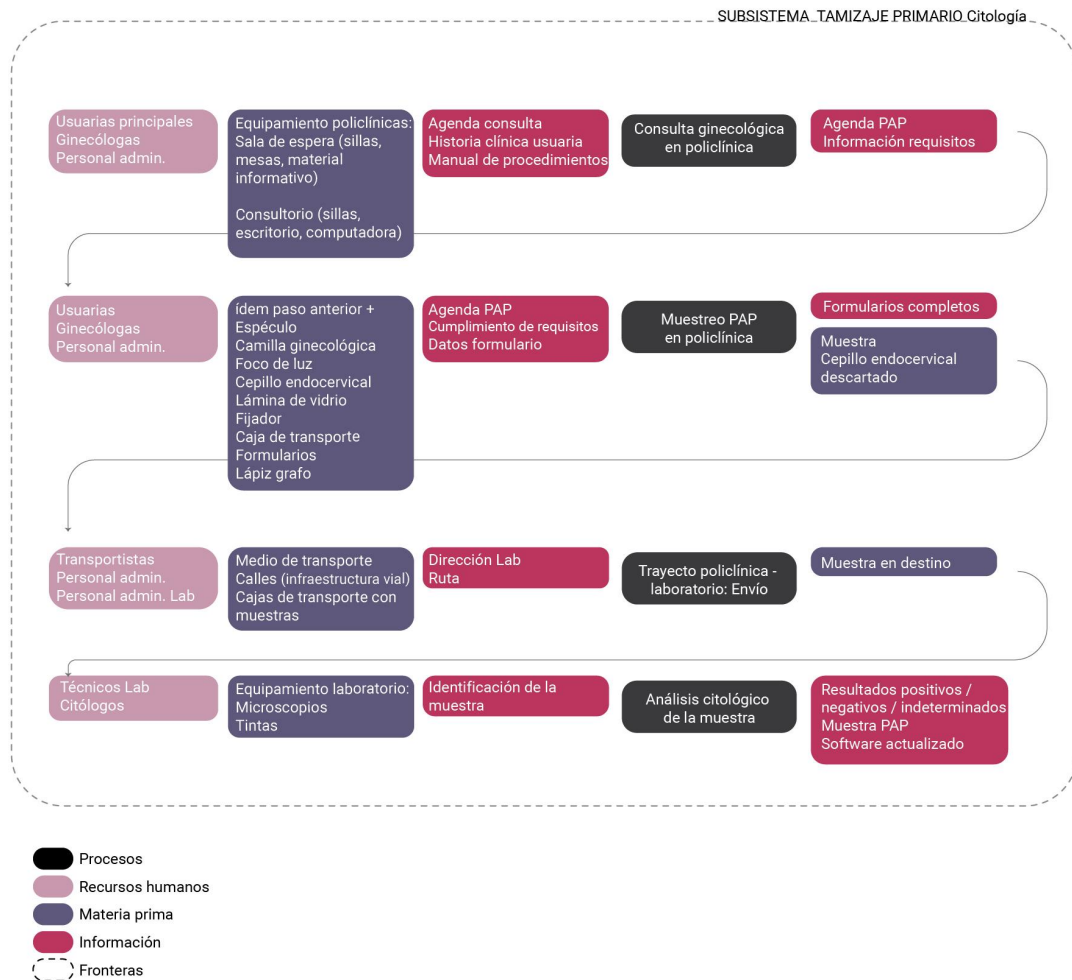 SUBSISTEMA TAMIZAJE PRIMARIO Citología
Usuarias principales
Ginecólogas
Personal admin.
Equipamiento policlínicas:
Sala de espera (sillas,
mesas, material
informativo)
Consultorio (sillas,
escritorio, computadora)
Agenda consulta
Historia clínica usuaria
Manual de procedimientos
Consulta ginecológica
en policlínica
Agenda PAP
Información requisitos
Usuarias
Ginecólogas
Personal admin.
ídem paso anterior +
Espéculo
Camilla ginecológica
Foco de luz
Cepillo endocervical
Lámina de vidrio
Fijador
Caja de transporte
Formularios
Lápiz grafo
Agenda PAP
Cumplimiento de requisitos
Datos formulario
Muestreo PAP
en policlínica
Formularios completos
Muestra
Cepillo endocervical
descartado
Transportistas
Personal admin.
Personal admin. Lab
Medio de transporte
Calles (infraestructura vial)
Cajas de transporte con
muestras
Dirección Lab
Ruta
Trayecto policlínica -
laboratorio: Envío
Muestra en destino
Técnicos Lab
Citólogos
Equipamiento laboratorio:
Microscopios
Tintas
Identificación de la
muestra
Análisis citológico
de la muestra
Resultados positivos /
negativos / indeterminados
Muestra PAP
Software actualizado
Procesos
Recursos humanos
Materia prima
Información
Fronteras